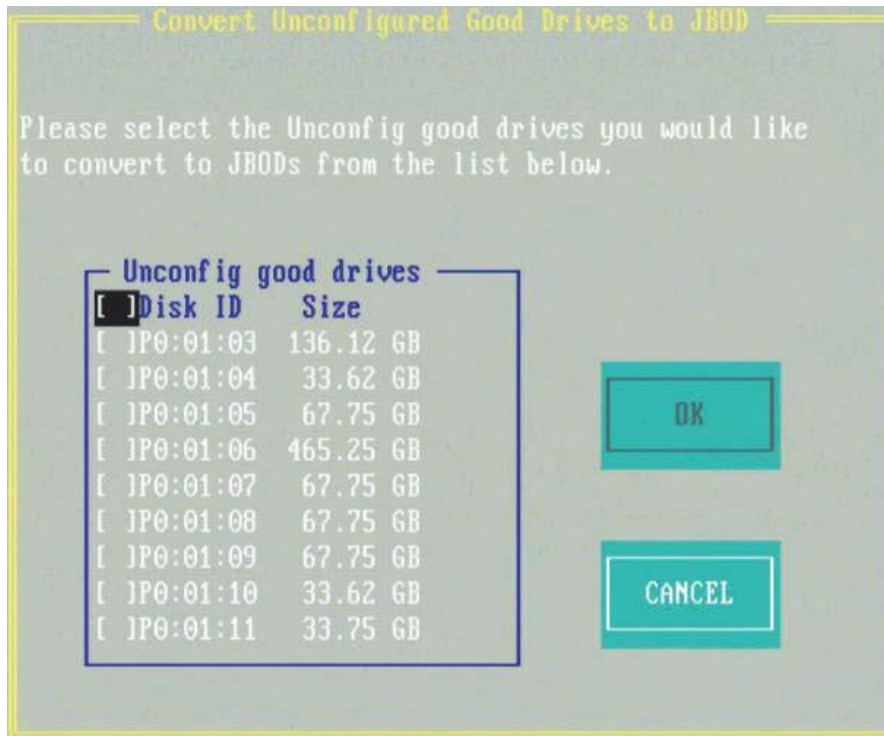 Convert Unconfigured Good Drives to JBOD
Please select the Unconfig good drives you would like
to convert to JBODs from the list below.
Unconfig good drives
[ ]Disk ID Size
[ ]P0:01:03 136.12 GB
[ ]P0:01:04 33.62 GB
[ ]P0:01:05 67.75 GB
[ ]P0:01:06 465.25 GB
[ ]P0:01:07 67.75 GB
[ ]P0:01:08 67.75 GB
[ ]P0:01:09 67.75 GB
[ ]P0:01:10 33.62 GB
[ ]P0:01:11 33.75 GB
OK
CANCEL